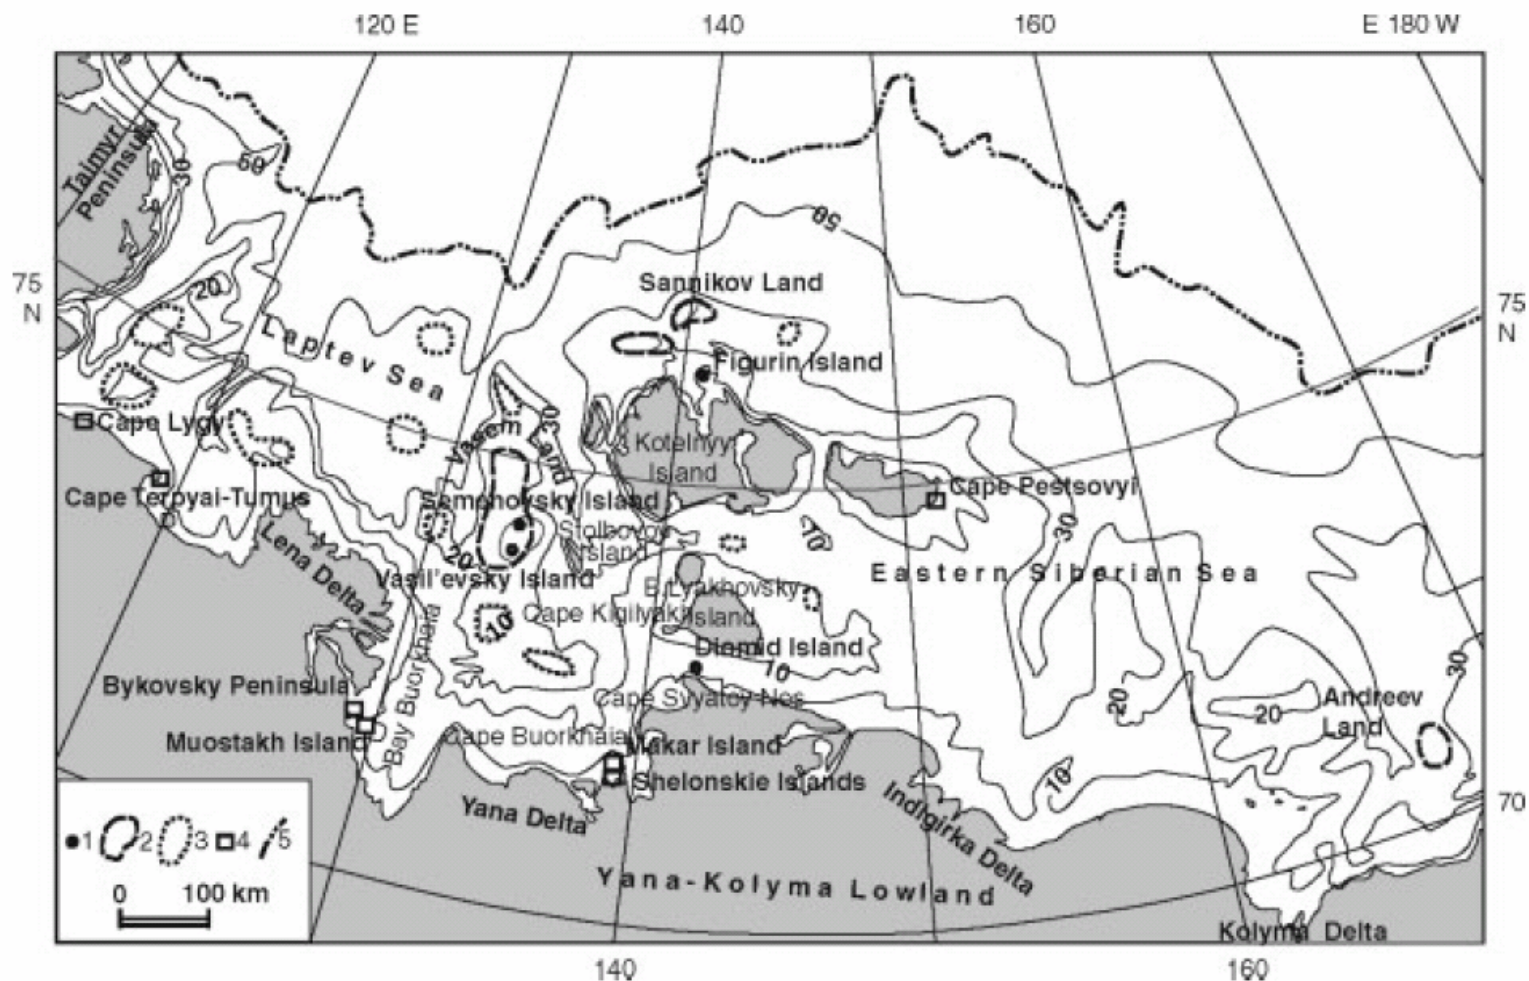 120 E
140
160
E 180 W
Taimyr
Peninsula
30
50
50
75
N
20
Sannikov Land
75
N
Laptev Sea
Figurin Island
Cape Lygy
30
Vasem Land
Kotelnyy
Island
Cape Pestsovyi
Cape Terpyai-Tumus
Semenovsky Island
Stolbovoy
Island
10
30
20
Lena Delta
Vasil'evsky Island
Eastern Siberian Sea
B.Lyakhovsky
Island
Cape Kigilyakh
10
Diomid Island
10
Bykovsky Peninsula
Bay Buorkhaia
Cape Svyatoy Nos
20
20
Andreev
Land
30
Muostakh Island
Cape Buorkhaia
Makar Island
Shelonskie Islands
10
70
Yana Delta
Indigirka Delta
1 2 3 4 5
0 100 km
Yana-Kolyma Lowland
Kolyma Delta
140
160